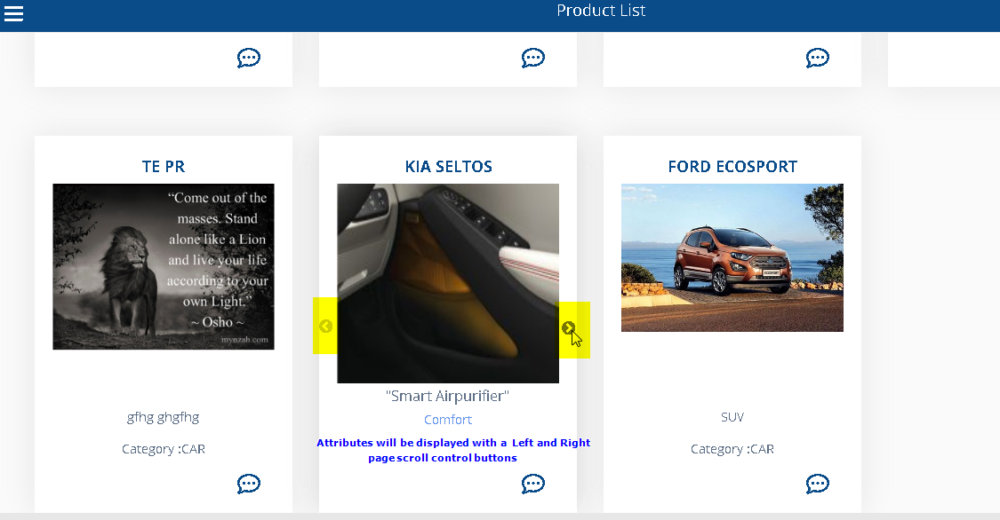 Product List
TE PR
“Come out of the
masses. Stand
alone like a Lion
and live your life
according to your
own Light.”
~ Osho ~
mynzah.com
gfhg ghgfhg
Category :CAR
KIA SELTOS
"Smart Airpurifier"
Comfort
Attributes will be displayed with a Left and Right
page scroll control buttons
FORD ECOSPORT
SUV
Category :CAR